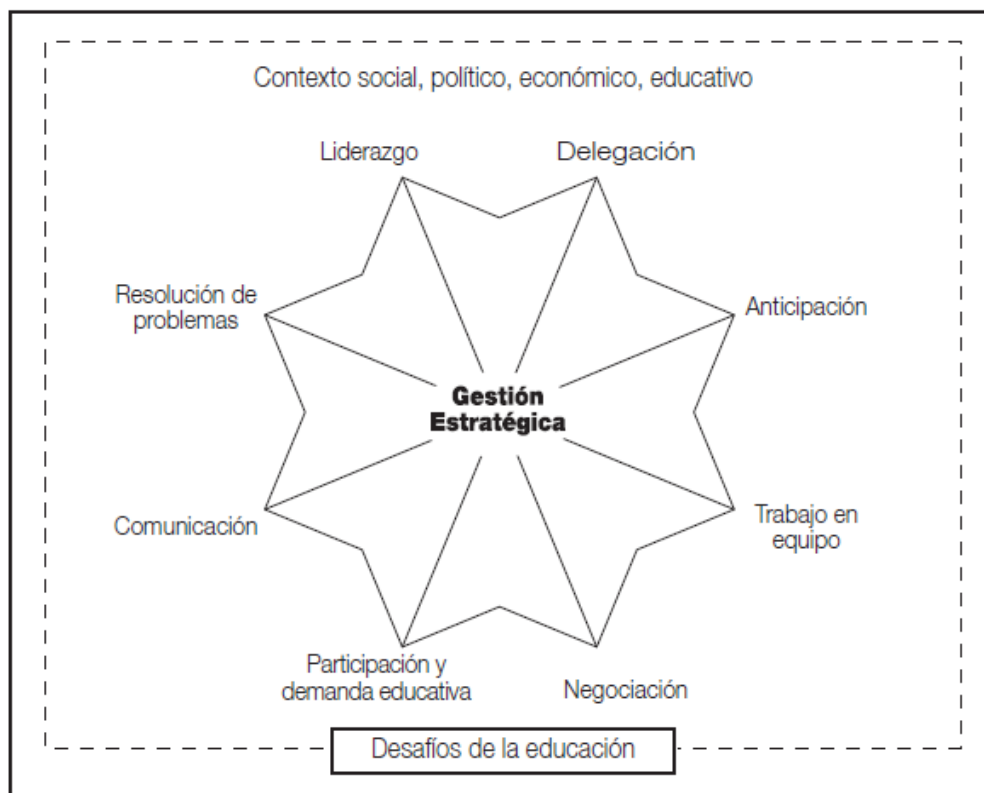 Contexto social, político, económico, educativo
Liderazgo
Delegación
Resolución de
problemas
Anticipación
Gestión
Estratégica
Comunicación
Trabajo en
equipo
Participación y
demanda educativa
Negociación
Desafíos de la educación